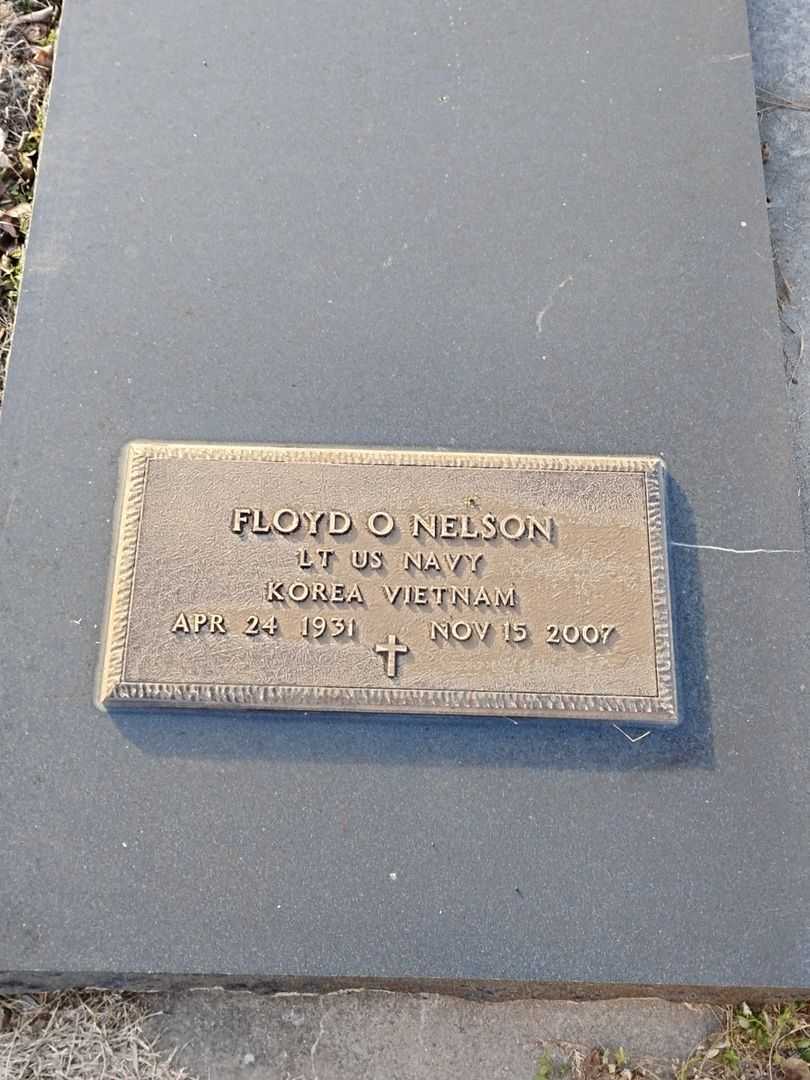 FLOYD O NELSON
LT US NAVY
KOREA VIETNAM
APR 24 1931 NOV 15 2007